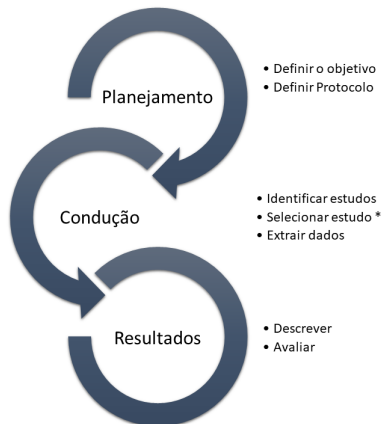 Planejamento
• Definir o objetivo
• Definir Protocolo
Condução
• Identificar estudos
• Selecionar estudo *
• Extrair dados
Resultados
• Descrever
• Avaliar